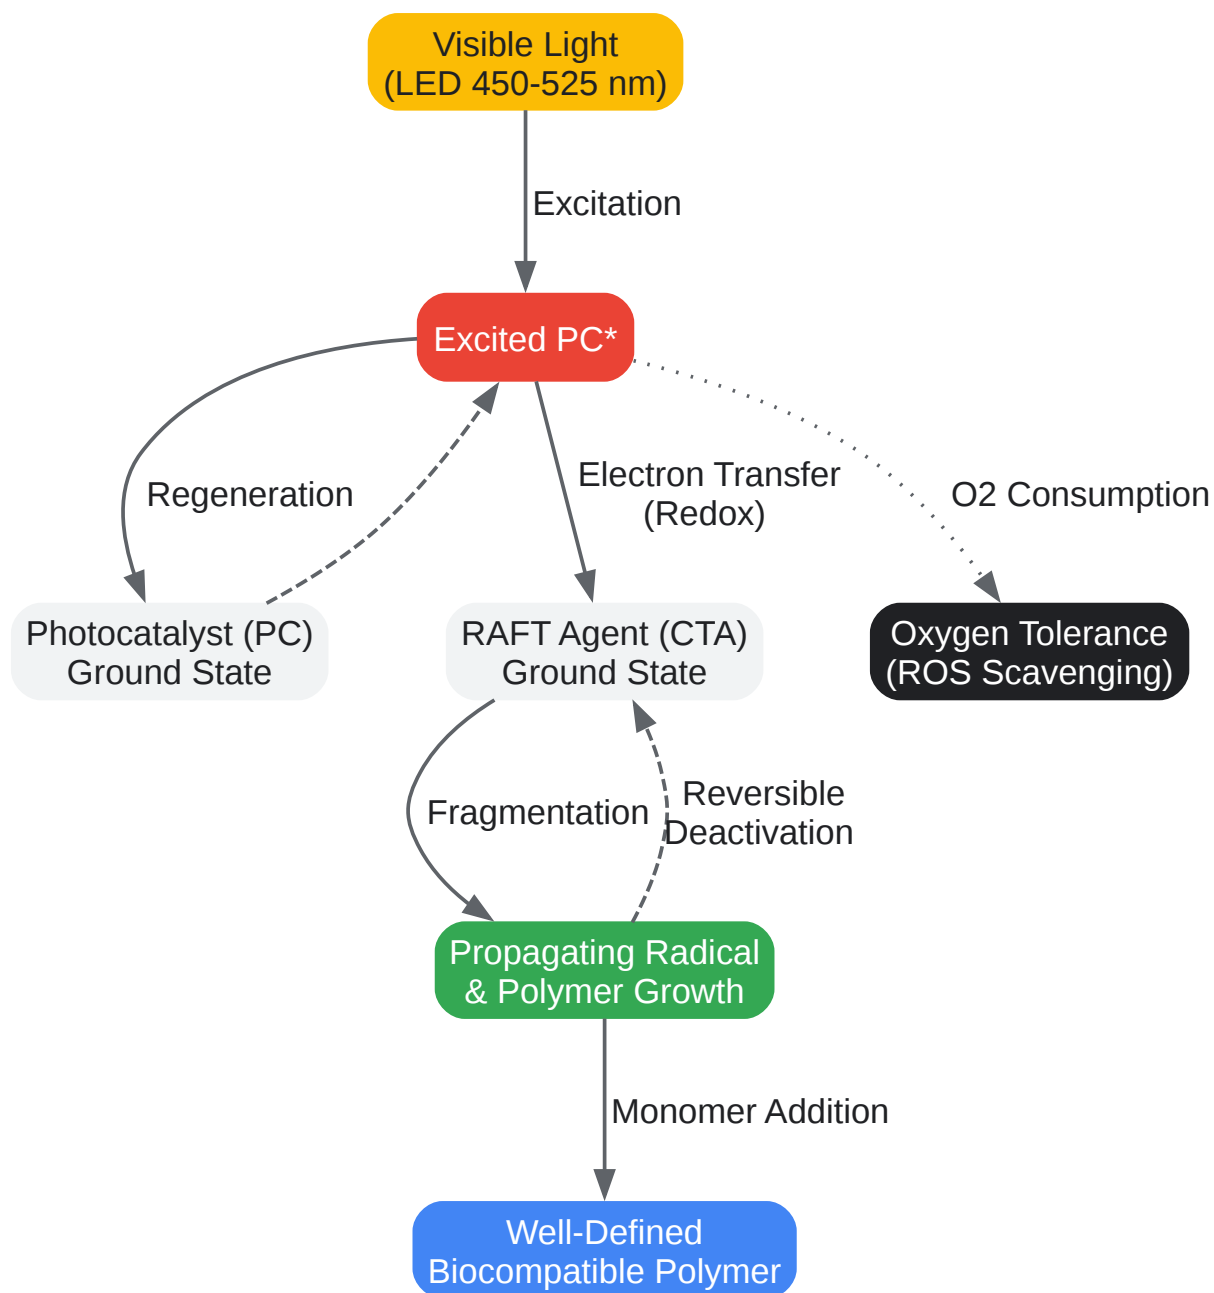 Visible Light
(LED 450-525 nm)
Excitation
Excited PC*
Regeneration
Electron Transfer
(Redox)
O2 Consumption
Photocatalyst (PC)
Ground State
RAFT Agent (CTA)
Ground State
Oxygen Tolerance
(ROS Scavenging)
Fragmentation
Reversible
Deactivation
Propagating Radical
& Polymer Growth
Monomer Addition
Well-Defined
Biocompatible Polymer